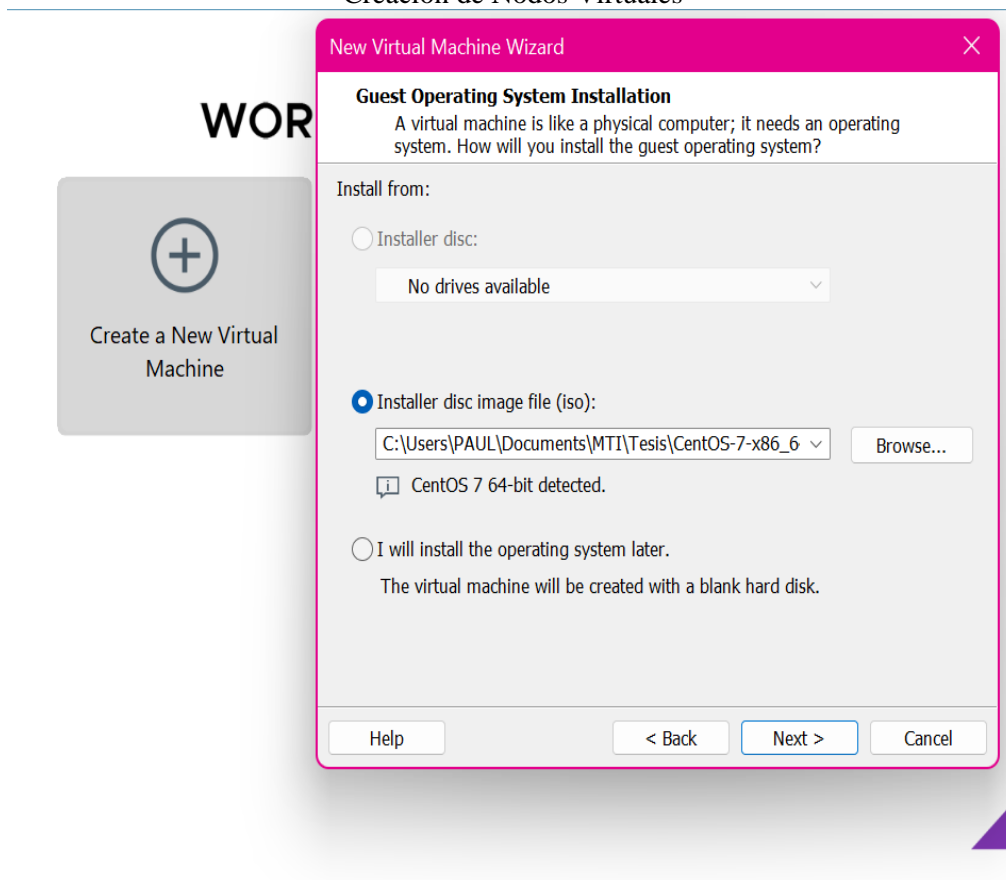 Creación de Nodos Virtuales
New Virtual Machine Wizard
WOR
Guest Operating System Installation
A virtual machine is like a physical computer; it needs an operating
system. How will you install the guest operating system?
Create a New Virtual
Machine
Install from:
Installer disc:
No drives available
Installer disc image file (iso):
C:\Users\PAUL\Documents\MTI\Tesis\CentOS-7-x86_6
Browse...
CentOS 7 64-bit detected.
I will install the operating system later.
The virtual machine will be created with a blank hard disk.
Help
< Back
Next >
Cancel